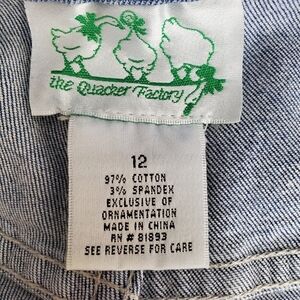 the Quacker Factory
12
97% COTTON
3% SPANDEX
EXCLUSIVE OF
ORNAMENTATION
MADE IN CHINA
RN # 81893
SEE REVERSE FOR CARE